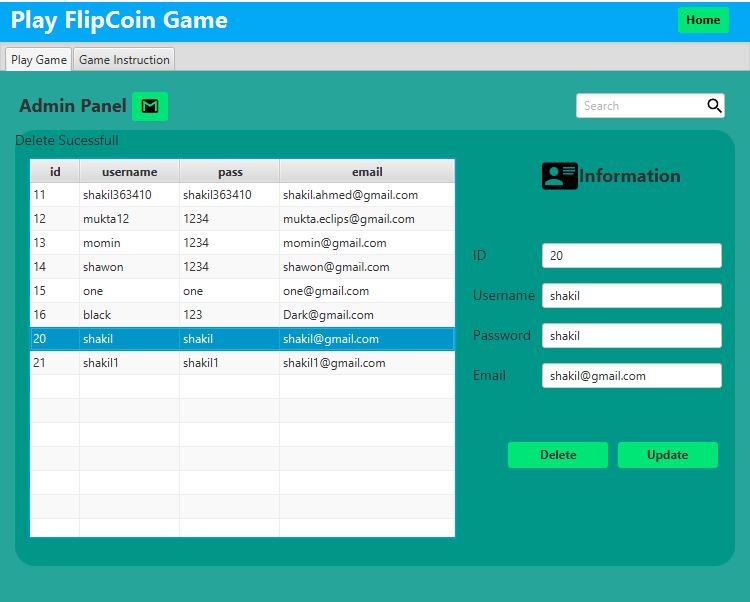 Play FlipCoin Game
Home
Play Game
Game Instruction
Admin Panel
Search
Delete Sucessfull
id username pass email
11 shakil363410 shakil363410 shakil.ahmed@gmail.com
12 mukta12 1234 mukta.eclips@gmail.com
13 momin 1234 momin@gmail.com
14 shawon 1234 shawon@gmail.com
15 one one one@gmail.com
16 black 123 Dark@gmail.com
20 shakil shakil shakil@gmail.com
21 shakil1 shakil1 shakil1@gmail.com
Information
ID 20
Username shakil
Password shakil
Email shakil@gmail.com
Delete Update